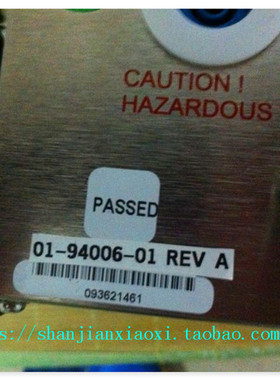 CAUTION !
HAZARDOUS
PASSED
01-94006-01 REV A
093621461
s://shanjianxiaoxi.taobao.com